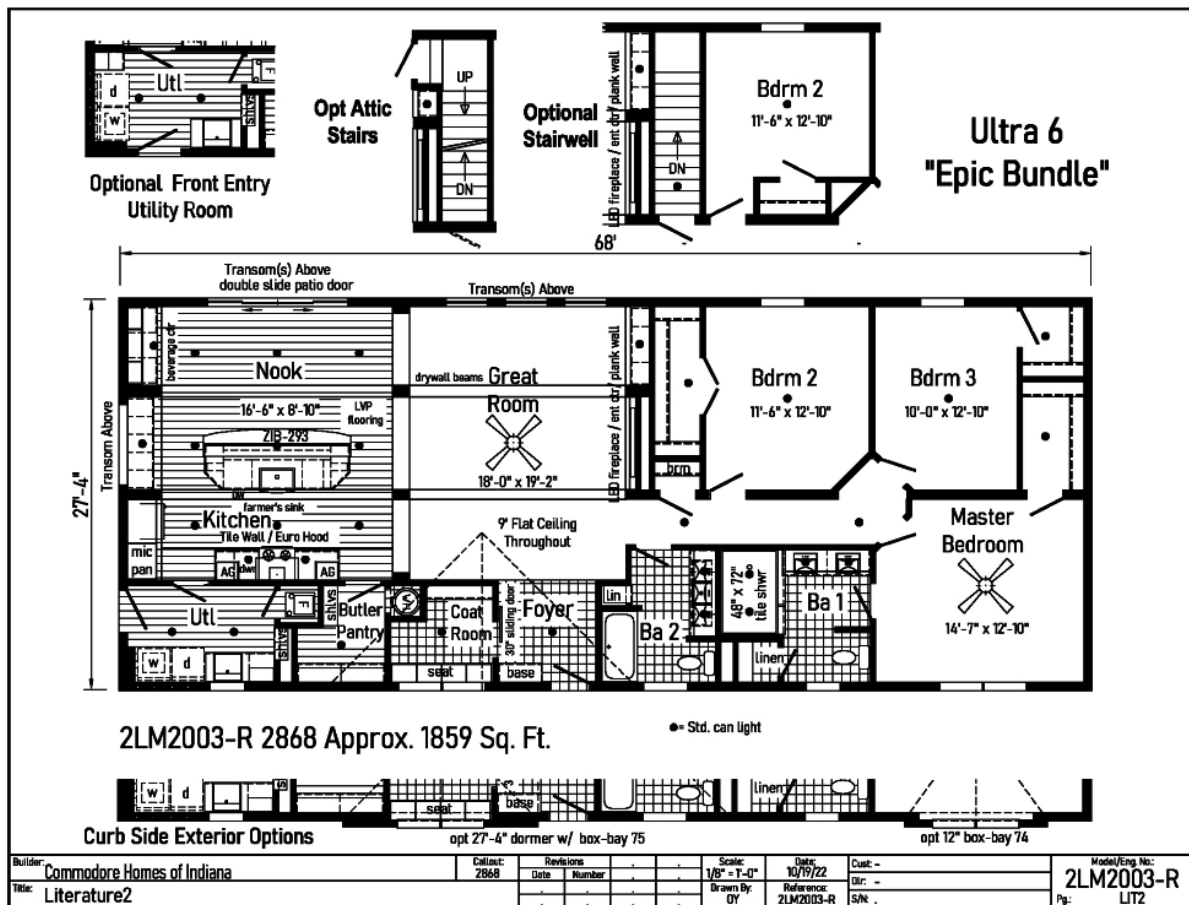 Utl
d
w
shlvs
F
Optional Front Entry
Utility Room
Opt Attic
Stairs
UP
DN
Optional
Stairwell
LED fireplace / ent ctr/ plank wall
DN
Bdrm 2
11'-6" x 12'-10"
Ultra 6
"Epic Bundle"
68'
27'-4"
Transom(s) Above
double slide patio door
Transom(s) Above
beverage ctr
Nook
16'-6" x 8'-10"
LVP
flooring
Transom Above
ZIB-293
dw
farmer's sink
Kitchen
Tile Wall / Euro Hood
mic
pan
AG
dwr
AG
drywall beams
Great
Room
18'-0" x 19'-2"
LED fireplace / ent ctr/ plank wall
9' Flat Ceiling
Throughout
brm
Bdrm 2
11'-6" x 12'-10"
Bdrm 3
10'-0" x 12'-10"
Master
Bedroom
14'-7" x 12'-10"
Utl
F
w
d
shlvs
shlvs
Butler
Pantry
Coat
Room
seat
30" sliding door
Foyer
base
lin
Ba 2
48" x 72"
tile shwr
Ba 1
linen
2LM2003-R 2868 Approx. 1859 Sq. Ft.
●= Std. can light
w
d
seat
base
linen
Curb Side Exterior Options
opt 27'-4" dormer w/ box-bay 75
opt 12" box-bay 74
Builder: Commodore Homes of Indiana
Title: Literature2
Callout:
2868
Revisions
Date Number
Scale:
1/8" = 1'-0"
Drawn By:
OY
Date:
10/19/22
Reference:
2LM2003-R
Cust: -
Dlr: -
S/N: .
Model/Eng. No.:
2LM2003-R
Pg.: LIT2